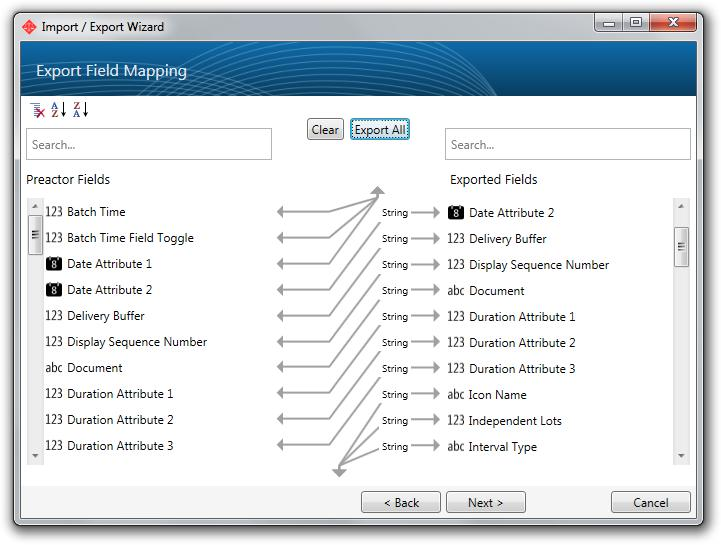 Import / Export Wizard
Export Field Mapping
A Z Z A
Clear Export All
Search... Search...
Preactor Fields Exported Fields
123 Batch Time String 8 Date Attribute 2
123 Batch Time Field Toggle String 123 Delivery Buffer
8 Date Attribute 1 String 123 Display Sequence Number
8 Date Attribute 2 String abc Document
123 Delivery Buffer String 123 Duration Attribute 1
123 Display Sequence Number String 123 Duration Attribute 2
abc Document String 123 Duration Attribute 3
123 Duration Attribute 1 String abc Icon Name
123 Duration Attribute 2 String 123 Independent Lots
123 Duration Attribute 3 String abc Interval Type
< Back Next > Cancel